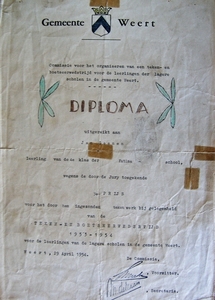 Gemeente Weert
Commissie voor het organiseren van een teken- en
bootseerwedstrijd voor de leerlingen der lagere
scholen in de gemeente Weert.
DIPLOMA
uitgereikt aan
leerling van de klas der school,
wegens de door de jury toegekende
PRIJS
voor het door hem ingezonden werk bij gelegenheid
van de
TEKEN- EN BOETSEERWEDSTRIJD
1953-1954
voor de leerlingen van de lagere scholen in de gemeente Weert.
Weert, 29 april 1954.
De Commissie,
Voorzitter.
Secretaris.